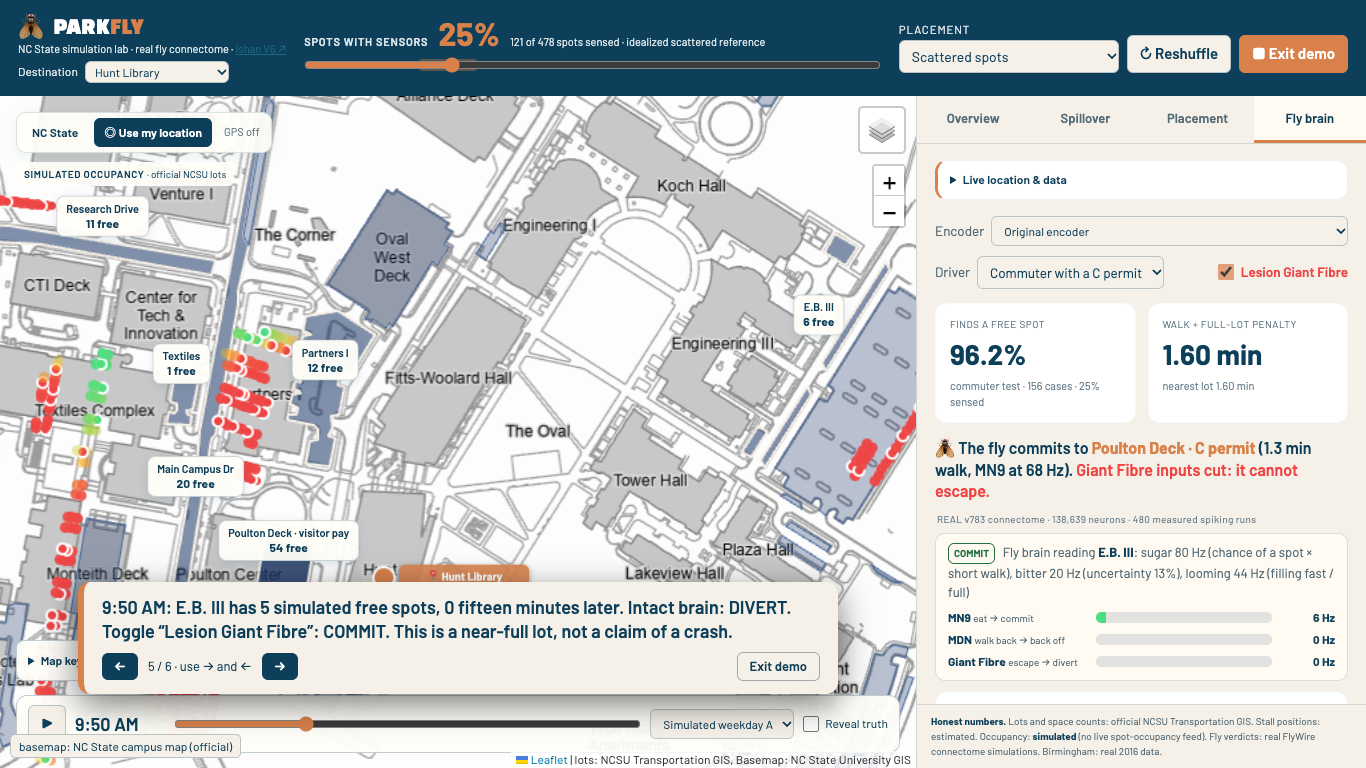 PARKFLY
NC State simulation lab · real fly connectome · Ishan V6 ↗
Destination Hunt Library
SPOTS WITH SENSORS 25% 121 of 478 spots sensed · idealized scattered reference
PLACEMENT
Scattered spots
↻ Reshuffle
Exit demo
NC State
Use my location
GPS off
SIMULATED OCCUPANCY · official NCSU lots
Alliance Deck
Venture I
Research Drive
11 free
The Corner
Oval
West
Deck
Engineering I
Koch Hall
CTI Deck
Center for
Tech &
Innovation
E.B. III
6 free
Engineering III
Textiles
1 free
Partners I
12 free
Fitts-Woolard Hall
Textiles Complex
The Oval
Main Campus Dr
20 free
Tower Hall
Poulton Deck · visitor pay
54 free
Plaza Hall
Monteith Deck
Poulton Center
Hunt Library
Lakeview Hall
9:50 AM: E.B. III has 5 simulated free spots, 0 fifteen minutes later. Intact brain: DIVERT.
Toggle “Lesion Giant Fibre”: COMMIT. This is a near-full lot, not a claim of a crash.
← 5 / 6 · use → and ← →
Exit demo
Map key
9:50 AM
Simulated weekday A
Reveal truth
basemap: NC State campus map (official)
Leaflet | lots: NCSU Transportation GIS, Basemap: NC State University GIS
Overview
Spillover
Placement
Fly brain
Live location & data
Encoder Original encoder
Driver Commuter with a C permit
Lesion Giant Fibre
FINDS A FREE SPOT
96.2%
commuter test · 156 cases · 25%
sensed
WALK + FULL-LOT PENALTY
1.60 min
nearest lot 1.60 min
The fly commits to Poulton Deck · C permit (1.3 min
walk, MN9 at 68 Hz). Giant Fibre inputs cut: it cannot
escape.
REAL v783 connectome · 138,639 neurons · 480 measured spiking runs
COMMIT Fly brain reading E.B. III: sugar 80 Hz (chance of a spot ×
short walk), bitter 20 Hz (uncertainty 13%), looming 44 Hz (filling fast /
full)
MN9 eat → commit 6 Hz
MDN walk back → back off 0 Hz
Giant Fibre escape → divert 0 Hz
Honest numbers. Lots and space counts: official NCSU Transportation GIS. Stall positions:
estimated. Occupancy: simulated (no live spot-occupancy feed). Fly verdicts: real FlyWire
connectome simulations. Birmingham: real 2016 data.